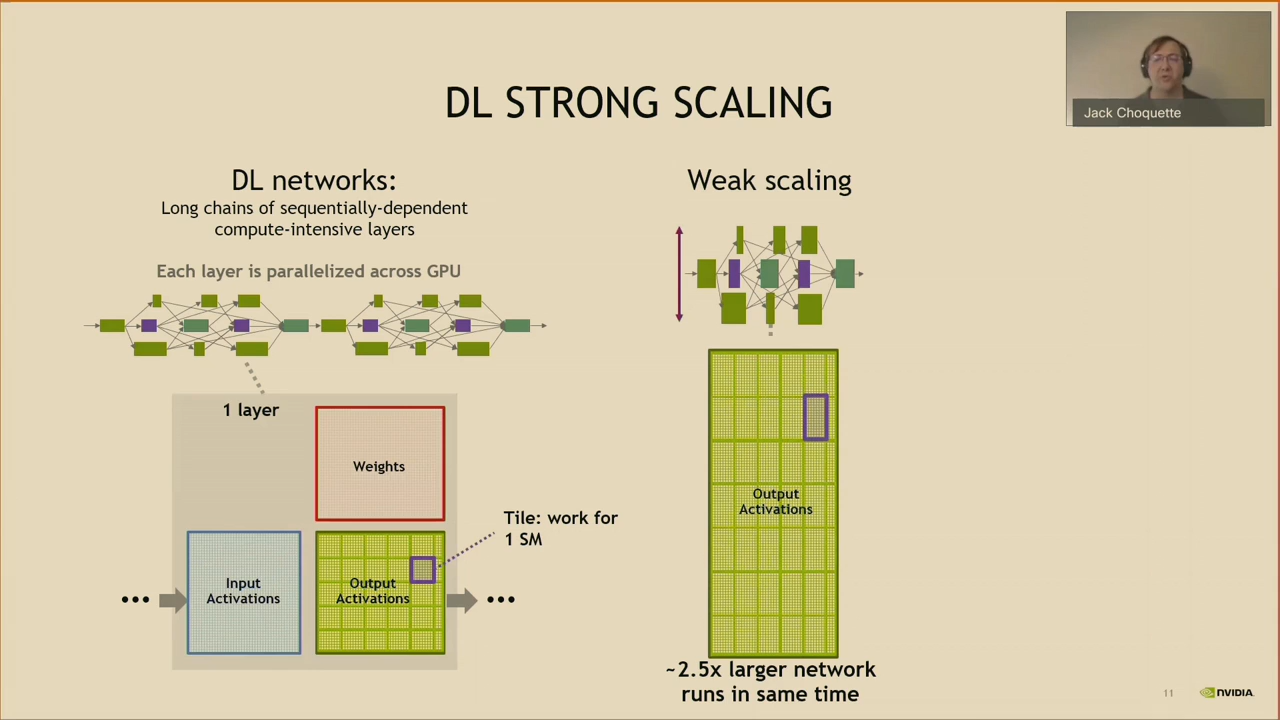 Jack Choquette
DL STRONG SCALING
DL networks:
Long chains of sequentially-dependent
compute-intensive layers
Each layer is parallelized across GPU
1 layer
Weights
Input
Activations
Output
Activations
•••
•••
Tile: work for
1 SM
Weak scaling
Output
Activations
~2.5x larger network
runs in same time
11
NVIDIA.